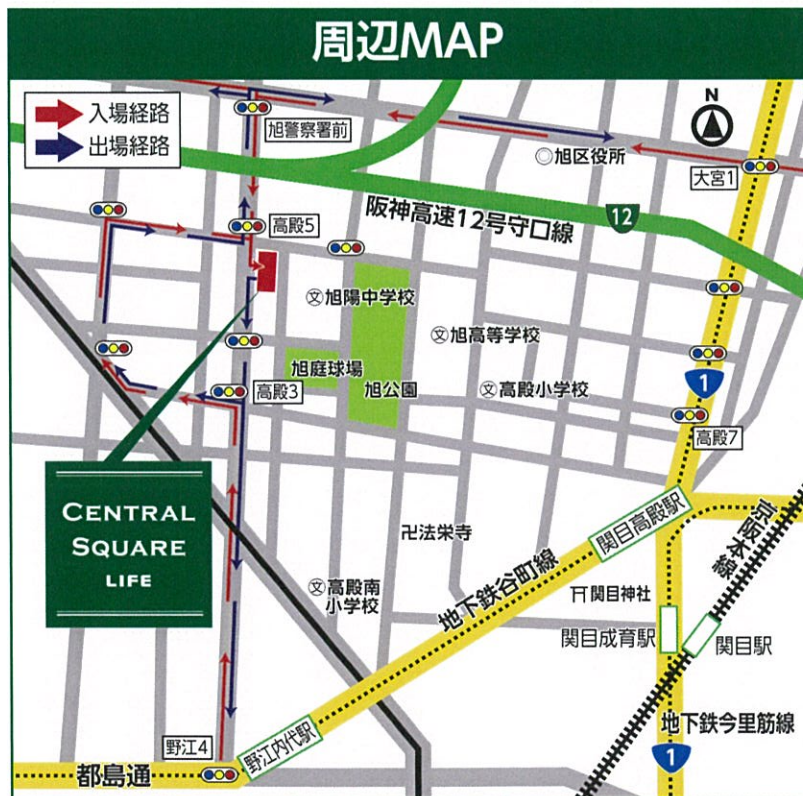 周辺MAP
入場経路
出場経路
旭警察署前
N
旭区役所
大宮1
阪神高速12号守口線
12
高殿5
文旭陽中学校
文旭高等学校
旭庭球場
旭公園
文高殿小学校
1
高殿3
高殿7
CENTRAL
SQUARE
LIFE
卍法栄寺
関目高殿駅
京阪本線
文高殿南
小学校
地下鉄谷町線
関目神社
関目成育駅
関目駅
野江4
野江内代駅
地下鉄今里筋線
都島通
1